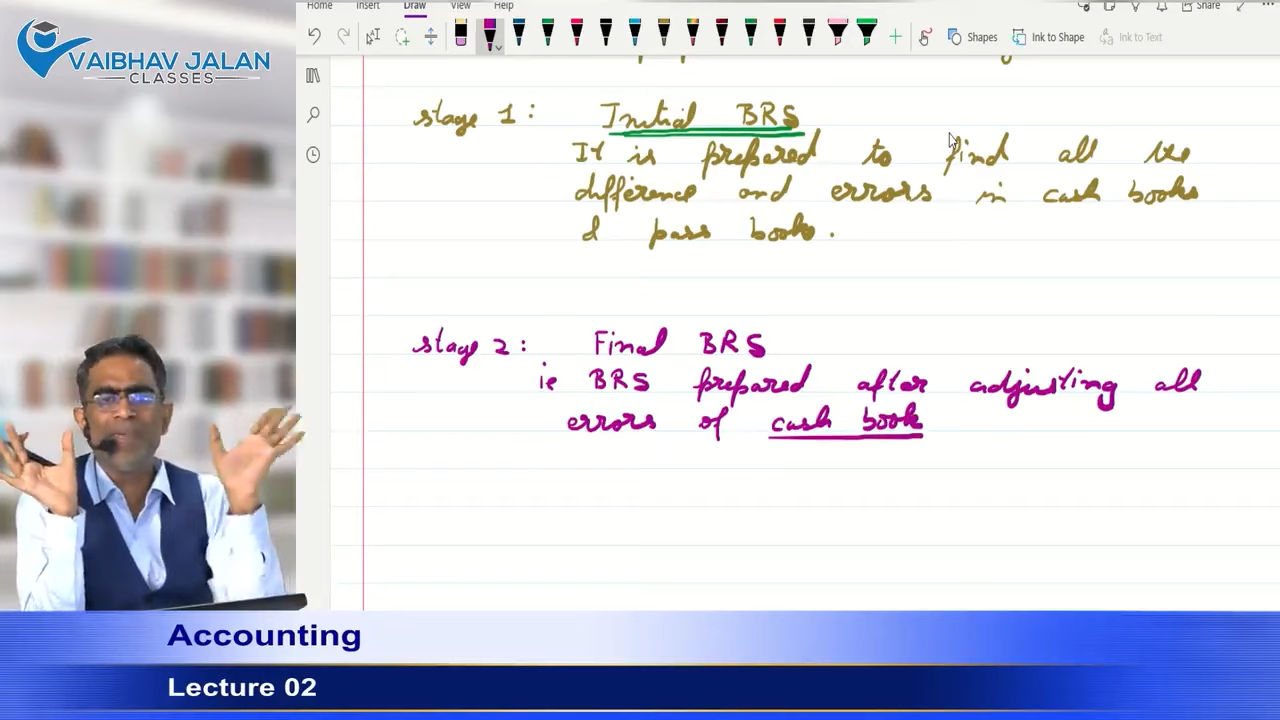 Home Insert Draw View Help Share
VAIBHAV JALAN
CLASSES
Shapes Ink to Shape Ink to Text
stage 1: Initial BRS
It is prepared to find all the
difference and errors in cash books
& pass books.
stage 2: Final BRS
ie BRS prepared after adjusting all
errors of cash book
Accounting
Lecture 02